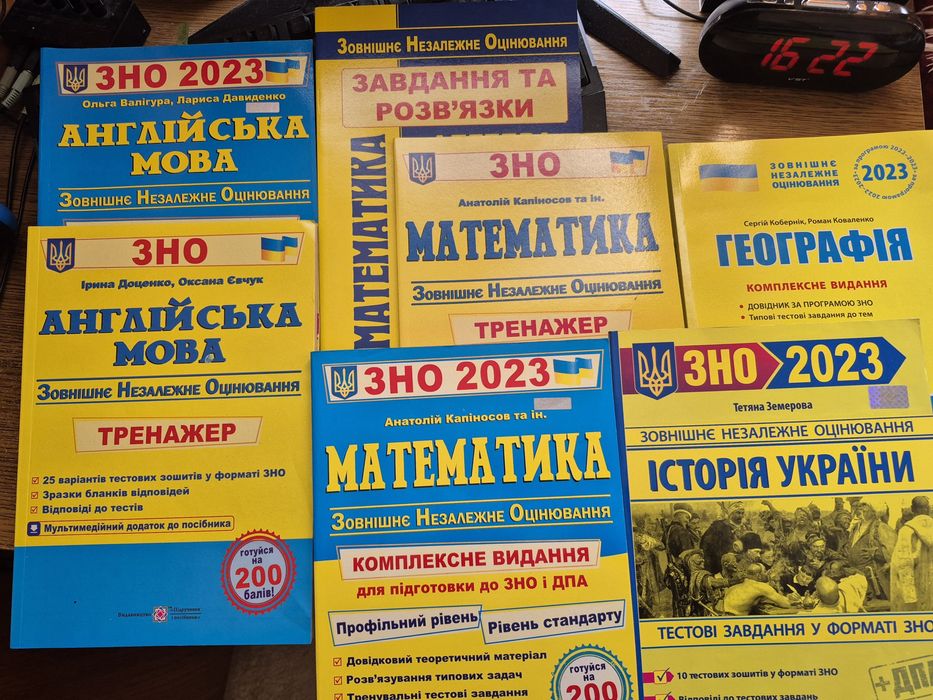 ЗНО 2023
Ольга Валігура, Лариса Давиденко
АНГЛІЙСЬКА
МОВА
ЗОВНІШНЄ НЕЗАЛЕЖНЕ ОЦІНЮВАННЯ
ЗОВНІШНЄ НЕЗАЛЕЖНЕ ОЦІНЮВАННЯ
ЗАВДАННЯ ТА
РОЗВ'ЯЗКИ
МАТЕМАТИКА
16 22
ЗНО
Анатолій Капіносов та ін.
МАТЕМАТИКА
ЗОВНІШНЄ НЕЗАЛЕЖНЕ ОЦІНЮВАННЯ
ТРЕНАЖЕР
ЗОВНІШНЄ
НЕЗАЛЕЖНЕ
ОЦІНЮВАННЯ
2023
Сергій Кобернік, Роман Коваленко
ГЕОГРАФІЯ
КОМПЛЕКСНЕ ВИДАННЯ
• ДОВІДНИК ЗА ПРОГРАМОЮ ЗНО
• Типові тестові завдання до тем
ЗНО
Ірина Доценко, Оксана Євчук
АНГЛІЙСЬКА
МОВА
ЗОВНІШНЄ НЕЗАЛЕЖНЕ ОЦІНЮВАННЯ
ТРЕНАЖЕР
25 варіантів тестових зошитів у форматі ЗНО
Зразки бланків відповідей
Відповіді до тестів
Мультимедійний додаток до посібника
готуйся
на
200
балів!
Видавництво Підручники
і посібники
ЗНО 2023
Анатолій Капіносов та ін.
МАТЕМАТИКА
ЗОВНІШНЄ НЕЗАЛЕЖНЕ ОЦІНЮВАННЯ
КОМПЛЕКСНЕ ВИДАННЯ
для підготовки до ЗНО і ДПА
Профільний рівень
Рівень стандарту
Довідковий теоретичний матеріал
Розв'язування типових задач
Тренувальні тестові завдання
готуйся
на
200
ЗНО 2023
Тетяна Земерова
ЗОВНІШНЄ НЕЗАЛЕЖНЕ ОЦІНЮВАННЯ
ІСТОРІЯ УКРАЇНИ
ТЕСТОВІ ЗАВДАННЯ У ФОРМАТІ ЗНО
10 тестових зошитів у форматі ЗНО
Відповіді до тестових завдань
+ДПА